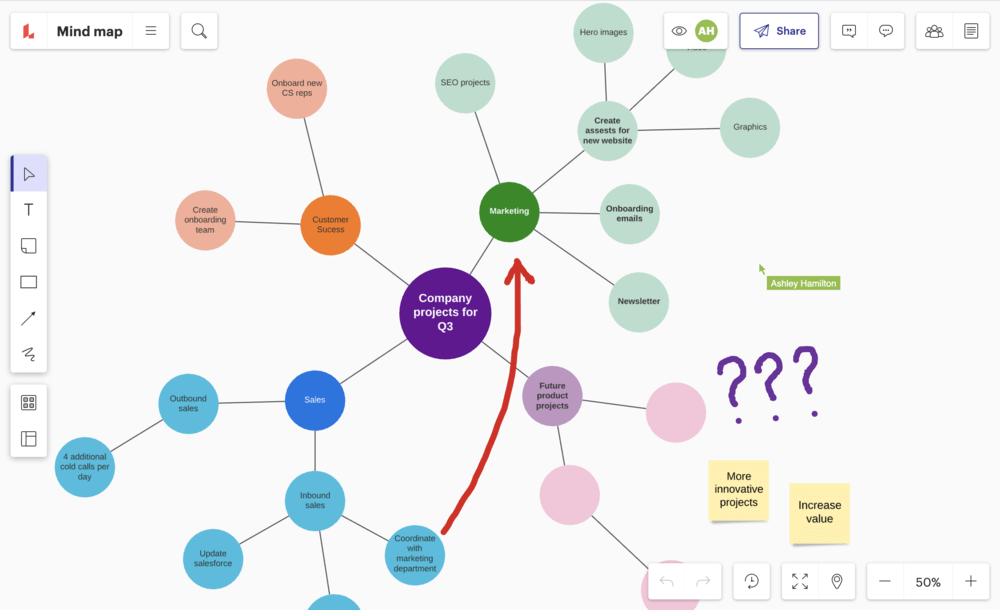 Mind map
AH
Share
Hero images
SEO projects
Onboard new
CS reps
Create
assests for
new website
Graphics
Create
onboarding
team
Customer
Sucess
Marketing
Onboarding
emails
Ashley Hamilton
Newsletter
Company
projects for
Q3
???
Outbound
sales
Sales
Future
product
projects
4 additional
cold calls per
day
More
innovative
projects
Increase
value
Inbound
sales
Update
salesforce
Coordinate
with
marketing
department
50%
T